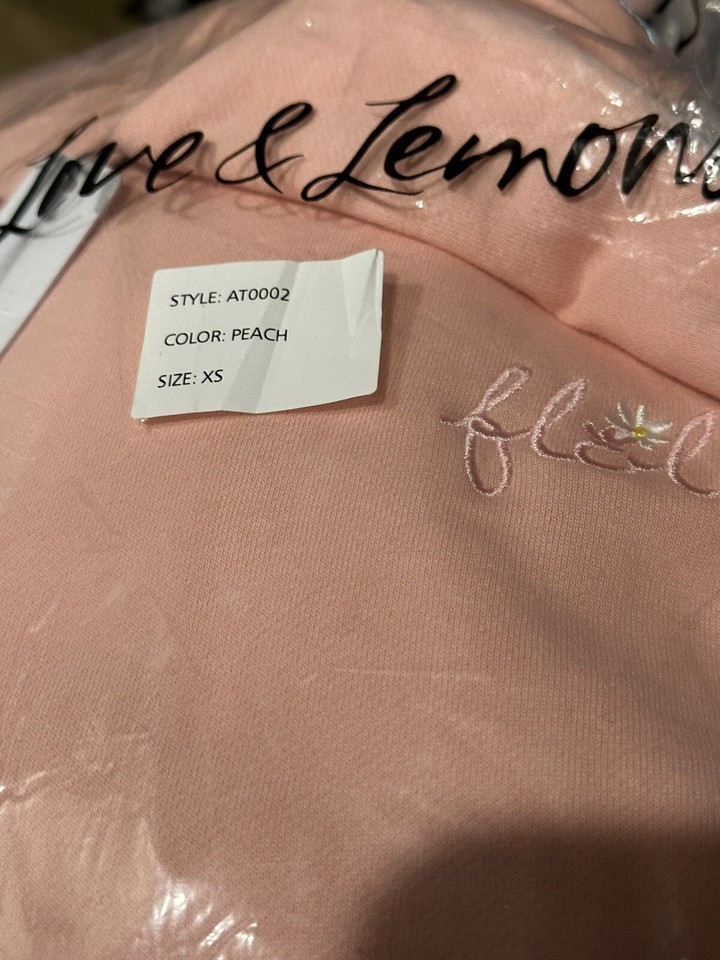 Love & Lemon
STYLE: AT0002
COLOR: PEACH
SIZE: XS